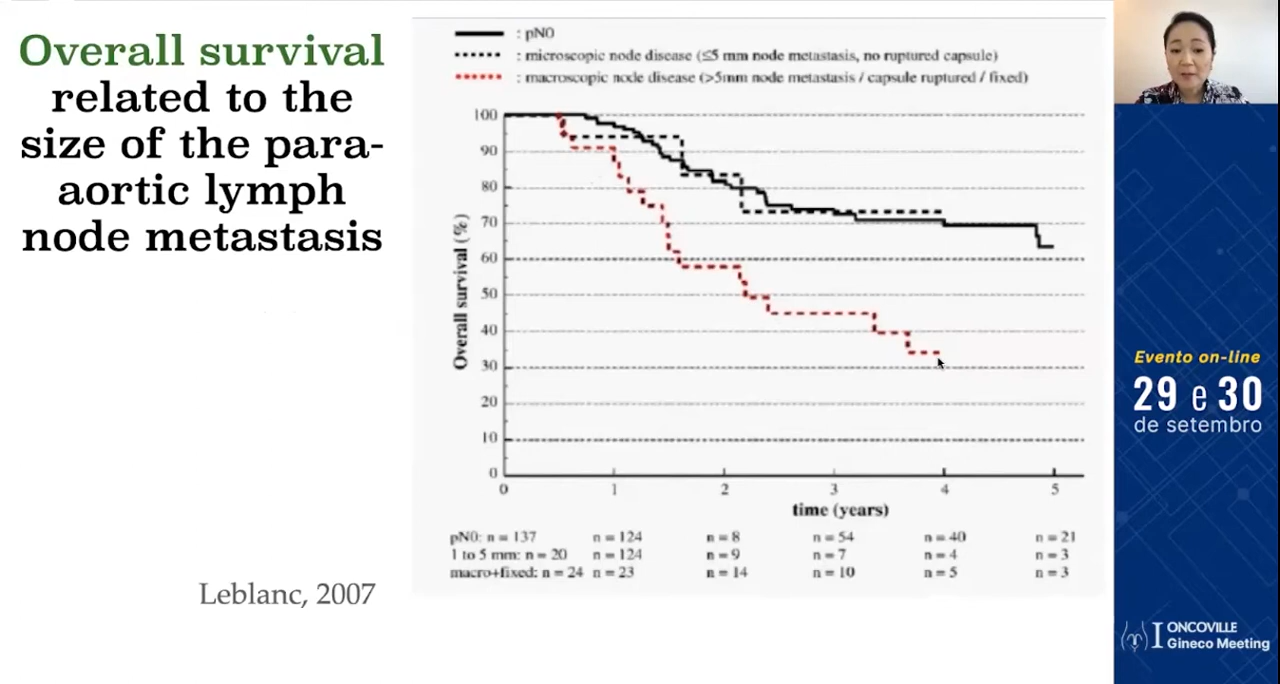 Overall survival
related to the
size of the para-
aortic lymph
node metastasis
Leblanc, 2007
: pN0
: microscopic node disease (≤5 mm node metastasis, no ruptured capsule)
: macroscopic node disease (>5mm node metastasis / capsule ruptured / fixed)
Overall survival (%)
100
90
80
70
60
50
40
30
20
10
0
0 1 2 3 4 5
time (years)
pN0: n = 137 n = 124 n = 8 n = 54 n = 40 n = 21
1 to 5 mm: n = 20 n = 124 n = 9 n = 7 n = 4 n = 3
macro+fixed: n = 24 n = 23 n = 14 n = 10 n = 5 n = 3
Evento on-line
29 e 30
de setembro
I ONCOVILLE
Gineco Meeting